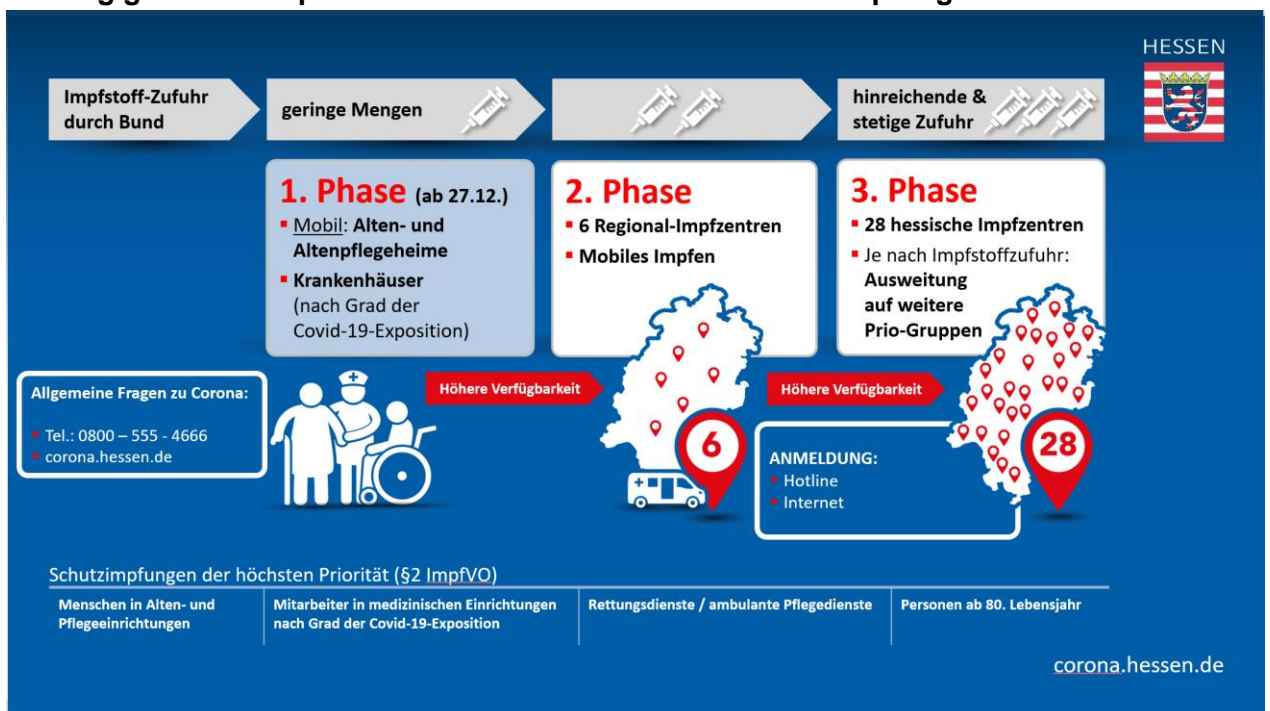 HESSEN
Impfstoff-Zufuhr
durch Bund
geringe Mengen
hinreichende &
stetige Zufuhr
1. Phase (ab 27.12.)
Mobil: Alten- und
Altenpflegeheime
Krankenhäuser
(nach Grad der
Covid-19-Exposition)
2. Phase
6 Regional-Impfzentren
Mobiles Impfen
3. Phase
28 hessische Impfzentren
Je nach Impfstoffzufuhr:
Ausweitung
auf weitere
Prio-Gruppen
Allgemeine Fragen zu Corona:
Tel.: 0800 – 555 - 4666
corona.hessen.de
Höhere Verfügbarkeit
6
Höhere Verfügbarkeit
28
ANMELDUNG:
Hotline
Internet
Schutzimpfungen der höchsten Priorität (§2 ImpfVO)
Menschen in Alten- und
Pflegeeinrichtungen
Mitarbeiter in medizinischen Einrichtungen
nach Grad der Covid-19-Exposition
Rettungsdienste / ambulante Pflegedienste
Personen ab 80. Lebensjahr
corona.hessen.de